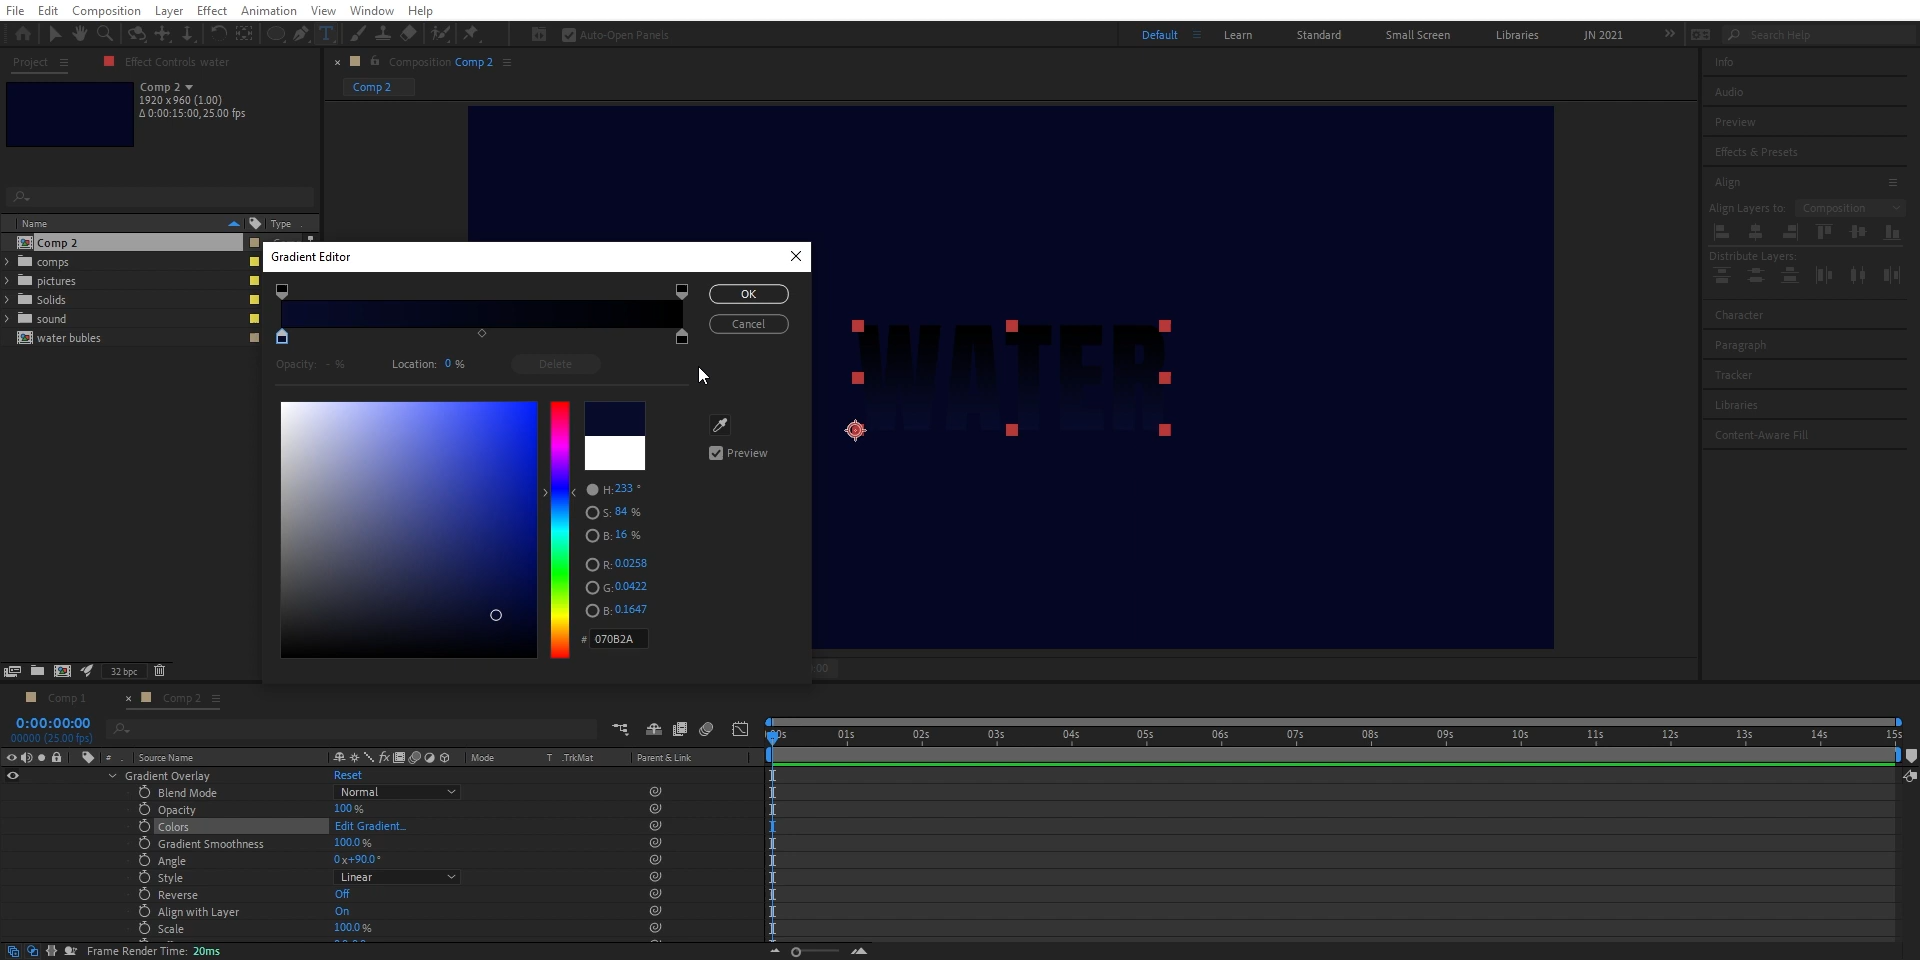 File Edit Composition Layer Effect Animation View Window Help
Auto-Open Panels
Default Learn Standard Small Screen Libraries JN 2021 Search Help
Project
Effect Controls water
Composition Comp 2
Comp 2
Comp 2
1920 x 960 (1.00)
Δ 0:00:15:00, 25.00 fps
Name Type
Comp 2
comps
pictures
Solids
sound
water bubles
32 bpc
Gradient Editor
OK
Cancel
Opacity: - %
Location: 0 %
Delete
Preview
H: 233 °
S: 84 %
B: 16 %
R: 0.0258
G: 0.0422
B: 0.1647
# 070B2A
WATER
Info
Audio
Preview
Effects & Presets
Align
Align Layers to: Composition
Distribute Layers:
Character
Paragraph
Tracker
Libraries
Content-Aware Fill
:00
Comp 1 Comp 2
0:00:00:00
00000 (25.00 fps)
# . Source Name fx Mode T .TrkMat Parent & Link
01s 02s 03s 04s 05s 06s 07s 08s 09s 10s 11s 12s 13s 14s 15s
Gradient Overlay Reset
Blend Mode Normal
Opacity 100 %
Colors Edit Gradient...
Gradient Smoothness 100.0 %
Angle 0 x +90.0 °
Style Linear
Reverse Off
Align with Layer On
Scale 100.0 %
Frame Render Time: 20ms